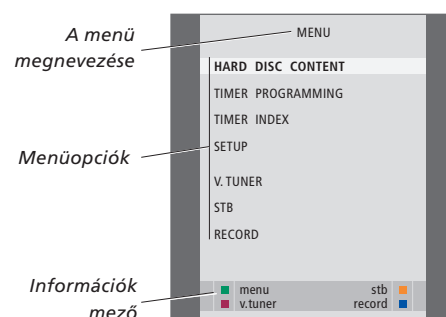 A menü
megnevezése
MENU
HARD DISC CONTENT
TIMER PROGRAMMING
TIMER INDEX
Menüopciók
SETUP
V. TUNER
STB
RECORD
Információk
mező
menu stb
v.tuner record